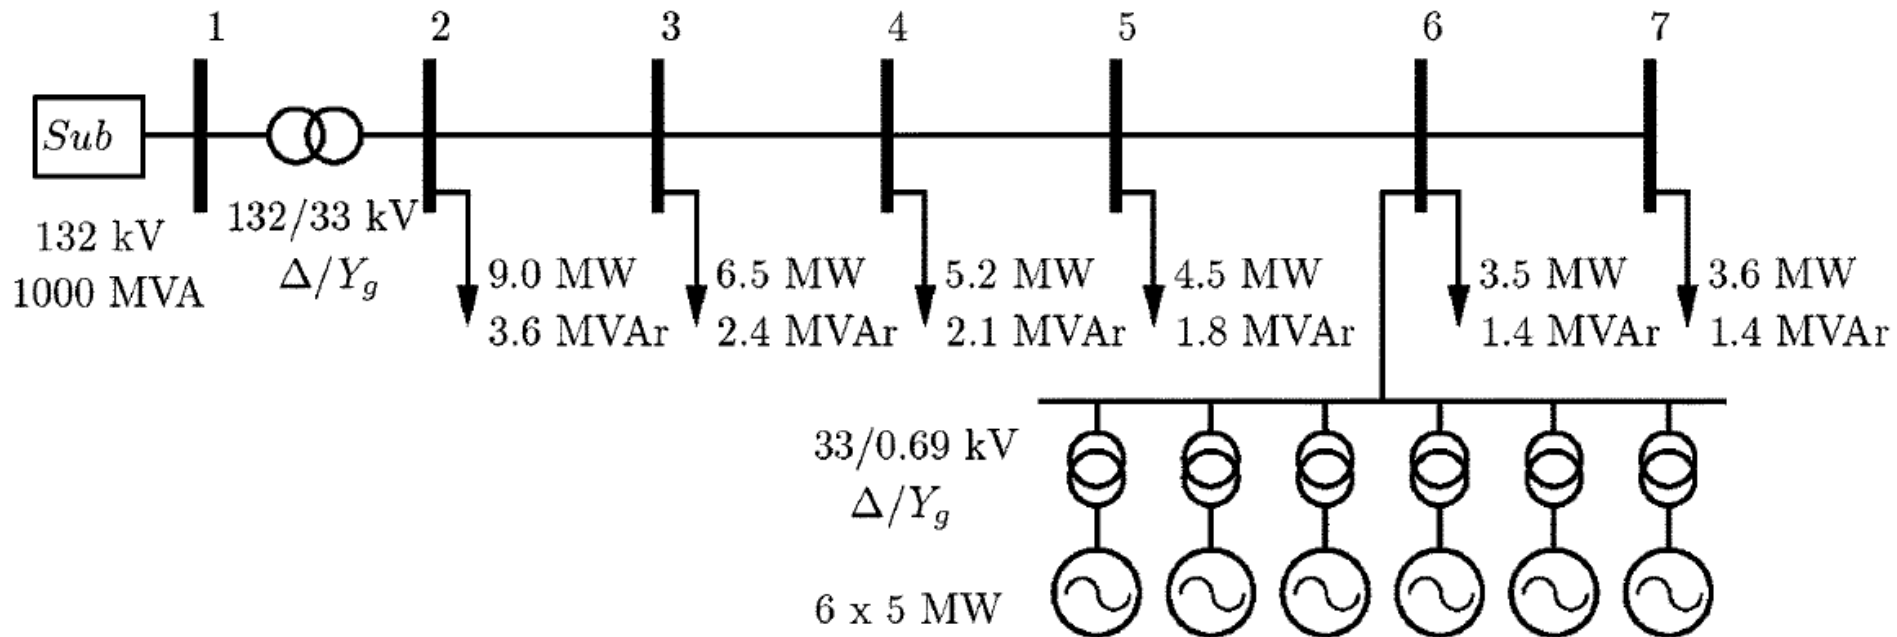 1 2 3 4 5 6 7
Sub
132 kV
1000 MVA
132/33 kV
Δ/Y_g
9.0 MW
3.6 MVAr
6.5 MW
2.4 MVAr
5.2 MW
2.1 MVAr
4.5 MW
1.8 MVAr
3.5 MW
1.4 MVAr
3.6 MW
1.4 MVAr
33/0.69 kV
Δ/Y_g
6 x 5 MW